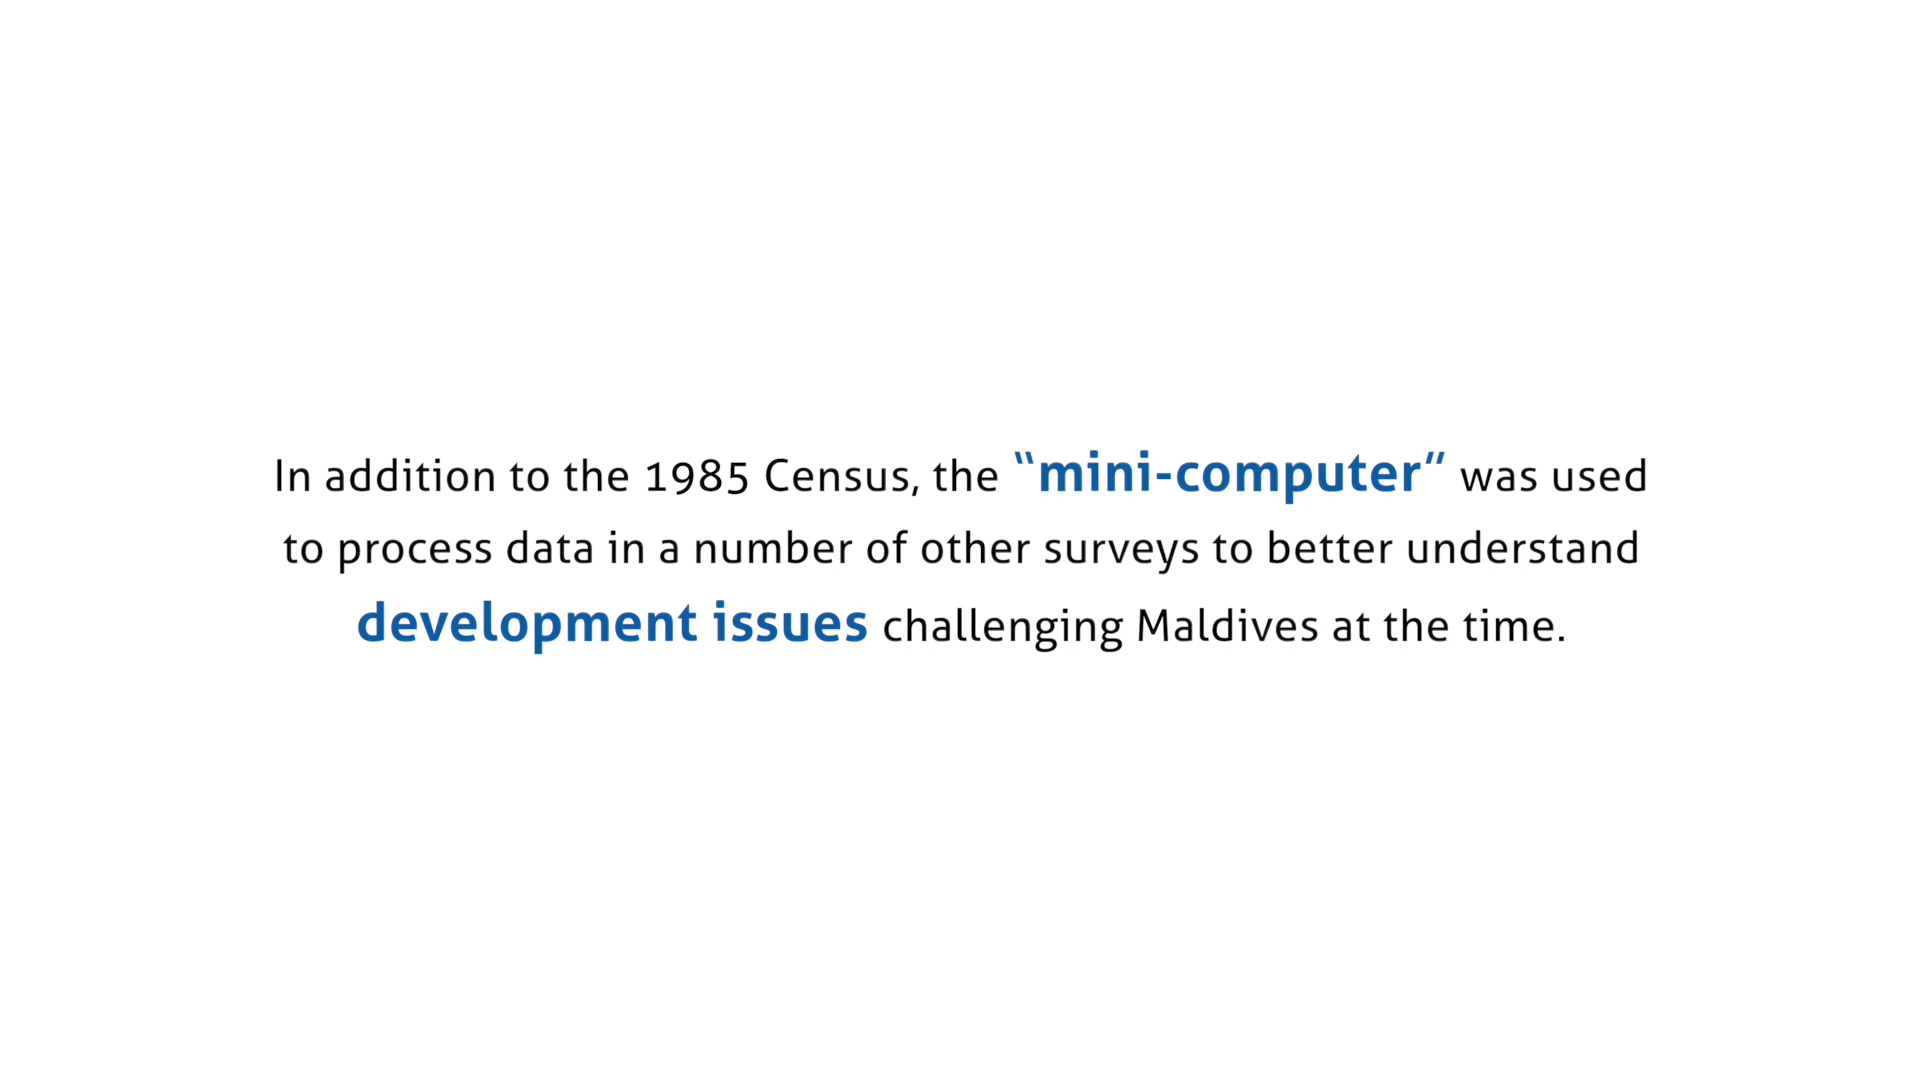 In addition to the 1985 Census, the “mini-computer” was used
to process data in a number of other surveys to better understand
development issues challenging Maldives at the time.